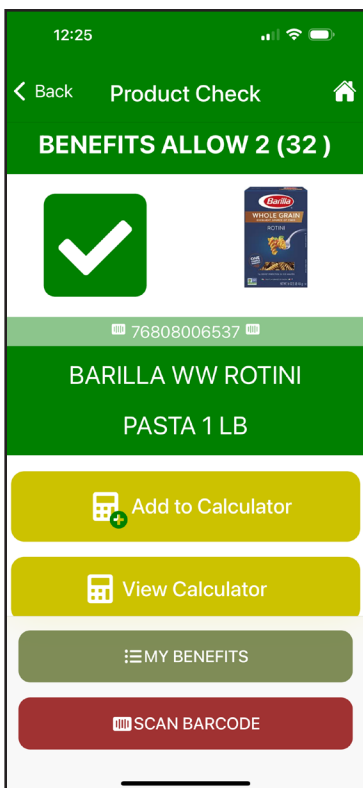 12:25
Back Product Check
BENEFITS ALLOW 2 (32 )
Barilla
WHOLE GRAIN
ROTINI
76808006537
BARILLA WW ROTINI
PASTA 1 LB
Add to Calculator
View Calculator
MY BENEFITS
SCAN BARCODE